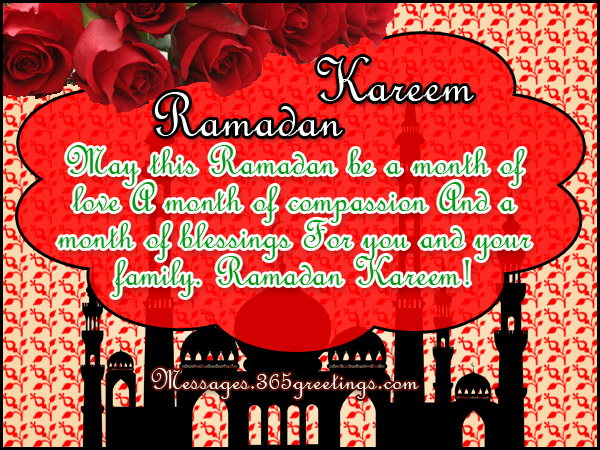 Ramadan Kareem
May this Ramadan be a month of
love A month of compassion And a
month of blessings For you and your
family. Ramadan Kareem!
Messages.365greetings.com